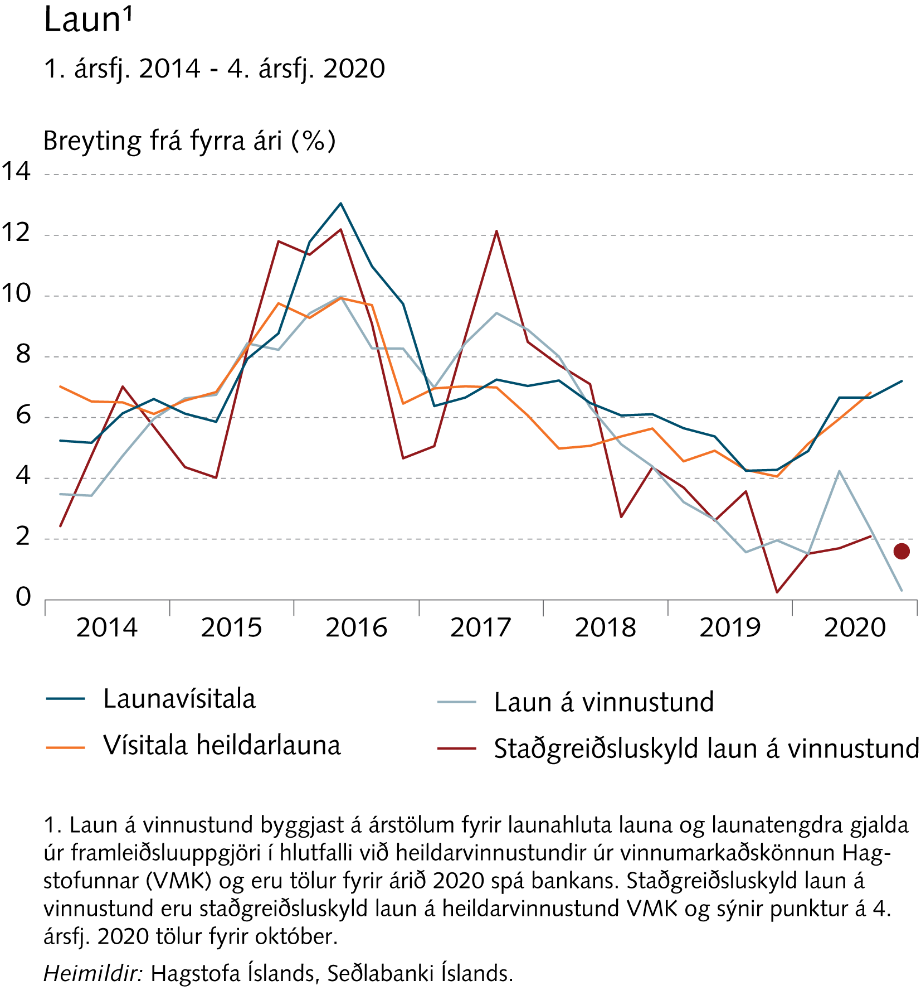 Laun¹
1. ársfj. 2014 - 4. ársfj. 2020
Breyting frá fyrra ári (%)
14
12
10
8
6
4
2
0
2014 2015 2016 2017 2018 2019 2020
Launavísitala
Vísitala heildarlauna
Laun á vinnustund
Staðgreiðsluskyld laun á vinnustund
1. Laun á vinnustund byggjast á árstölum fyrir launahluta launa og launatengdra gjalda
úr framleiðsluuppgjöri í hlutfalli við heildarvinnustundir úr vinnumarkaðskönnun Hag-
stofunnar (VMK) og eru tölur fyrir árið 2020 spá bankans. Staðgreiðsluskyld laun á
vinnustund eru staðgreiðsluskyld laun á heildarvinnustund VMK og sýnir punktur á 4.
ársfj. 2020 tölur fyrir október.
Heimildir: Hagstofa Íslands, Seðlabanki Íslands.